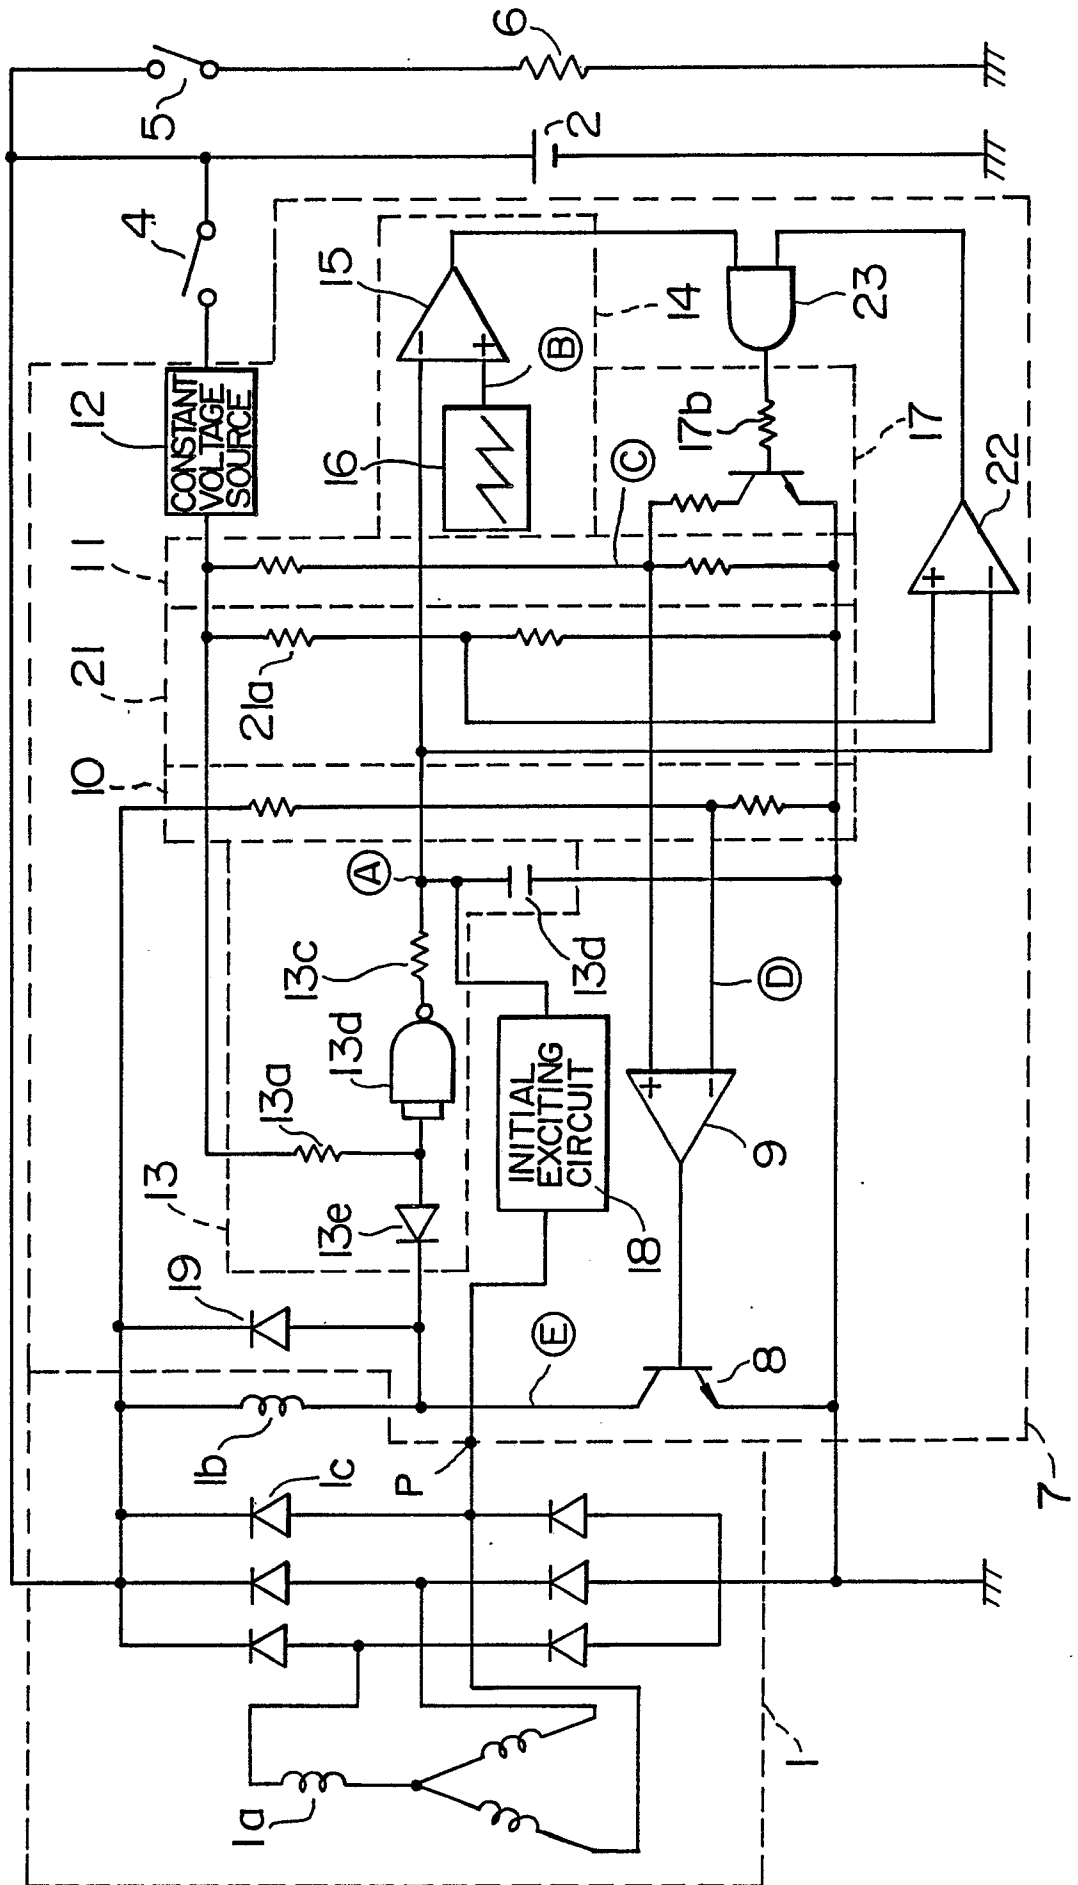 6
5
2
4
15
14
23
B
CONSTANT
VOLTAGE
SOURCE
12
16
17b
17
C
22
11
21
21a
10
A
13d
13c
13d
13a
D
INITIAL
EXCITING
CIRCUIT
9
13
13e
18
19
E
8
1b
P
1c
7
1a
1
+
−
+
−
+
−